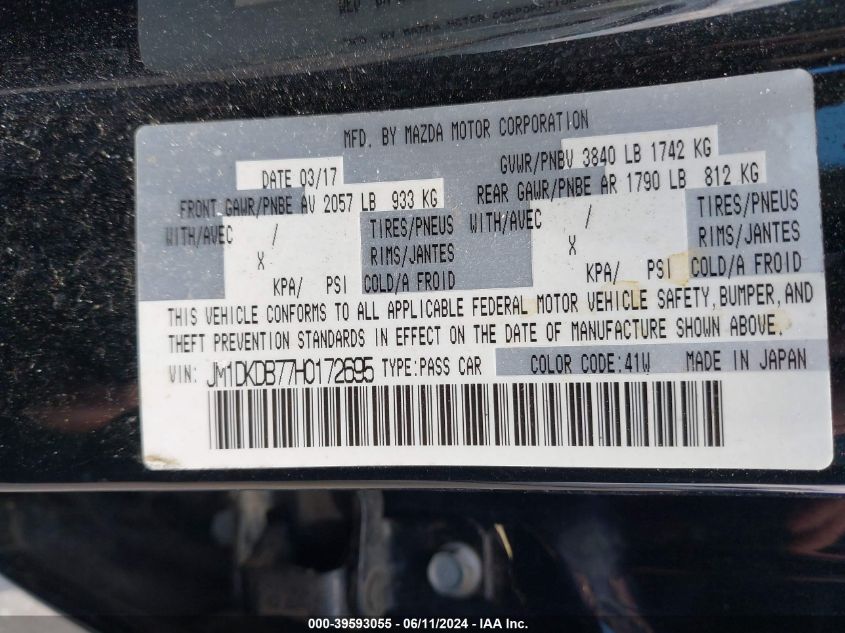 MAZDA MOTOR CORPORATION
MFD. BY MAZDA MOTOR CORPORATION
DATE 03/17 GVWR/PNBV 3840 LB 1742 KG
FRONT GAWR/PNBE AV 2057 LB 933 KG REAR GAWR/PNBE AR 1790 LB 812 KG
WITH/AVEC / TIRES/PNEUS WITH/AVEC / TIRES/PNEUS
X RIMS/JANTES X RIMS/JANTES
KPA/ PSI COLD/A FROID KPA/ PSI COLD/A FROID
THIS VEHICLE CONFORMS TO ALL APPLICABLE FEDERAL MOTOR VEHICLE SAFETY, BUMPER, AND
THEFT PREVENTION STANDARDS IN EFFECT ON THE DATE OF MANUFACTURE SHOWN ABOVE.
VIN: JM1DKDB77H0172695 TYPE:PASS CAR COLOR CODE:41W MADE IN JAPAN
000-39593055 - 06/11/2024 - IAAI Inc.